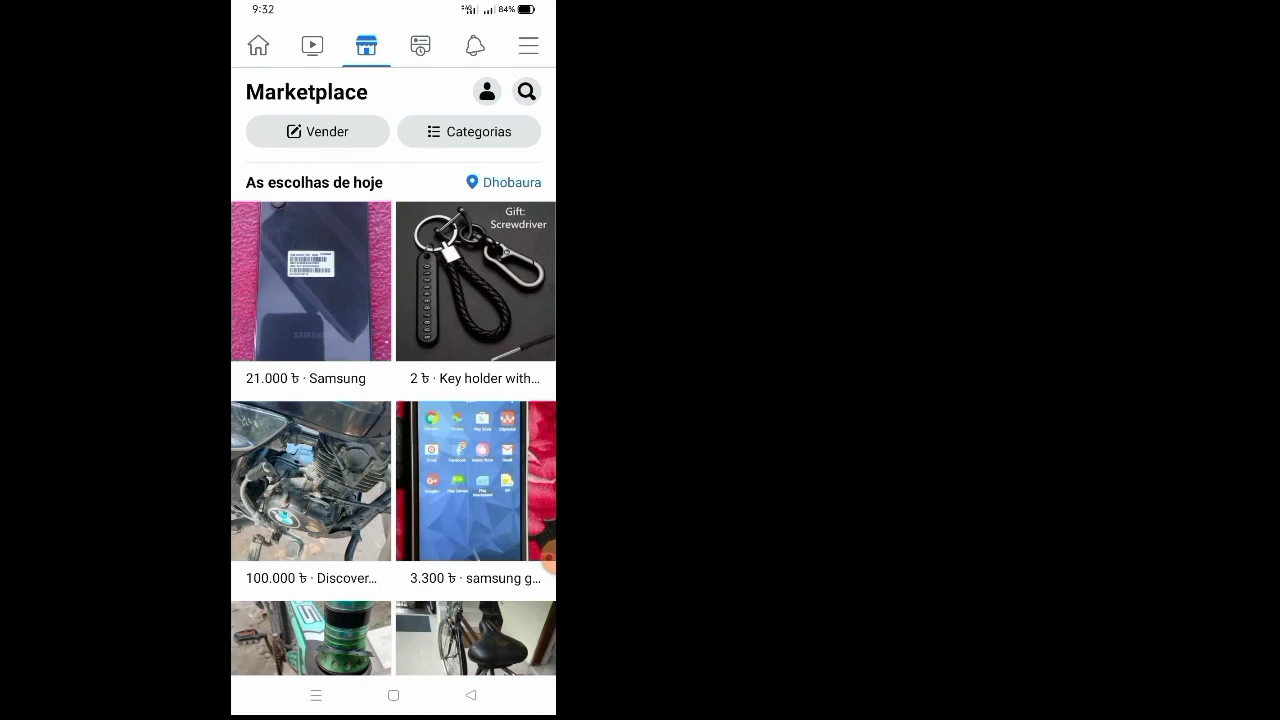 9:32
84%
Marketplace
Vender
Categorias
As escolhas de hoje
Dhobaura
Gift:
Screwdriver
SAMSUNG
21.000 ৳ · Samsung
2 ৳ · Key holder with...
100.000 ৳ · Discover...
3.300 ৳ · samsung g...